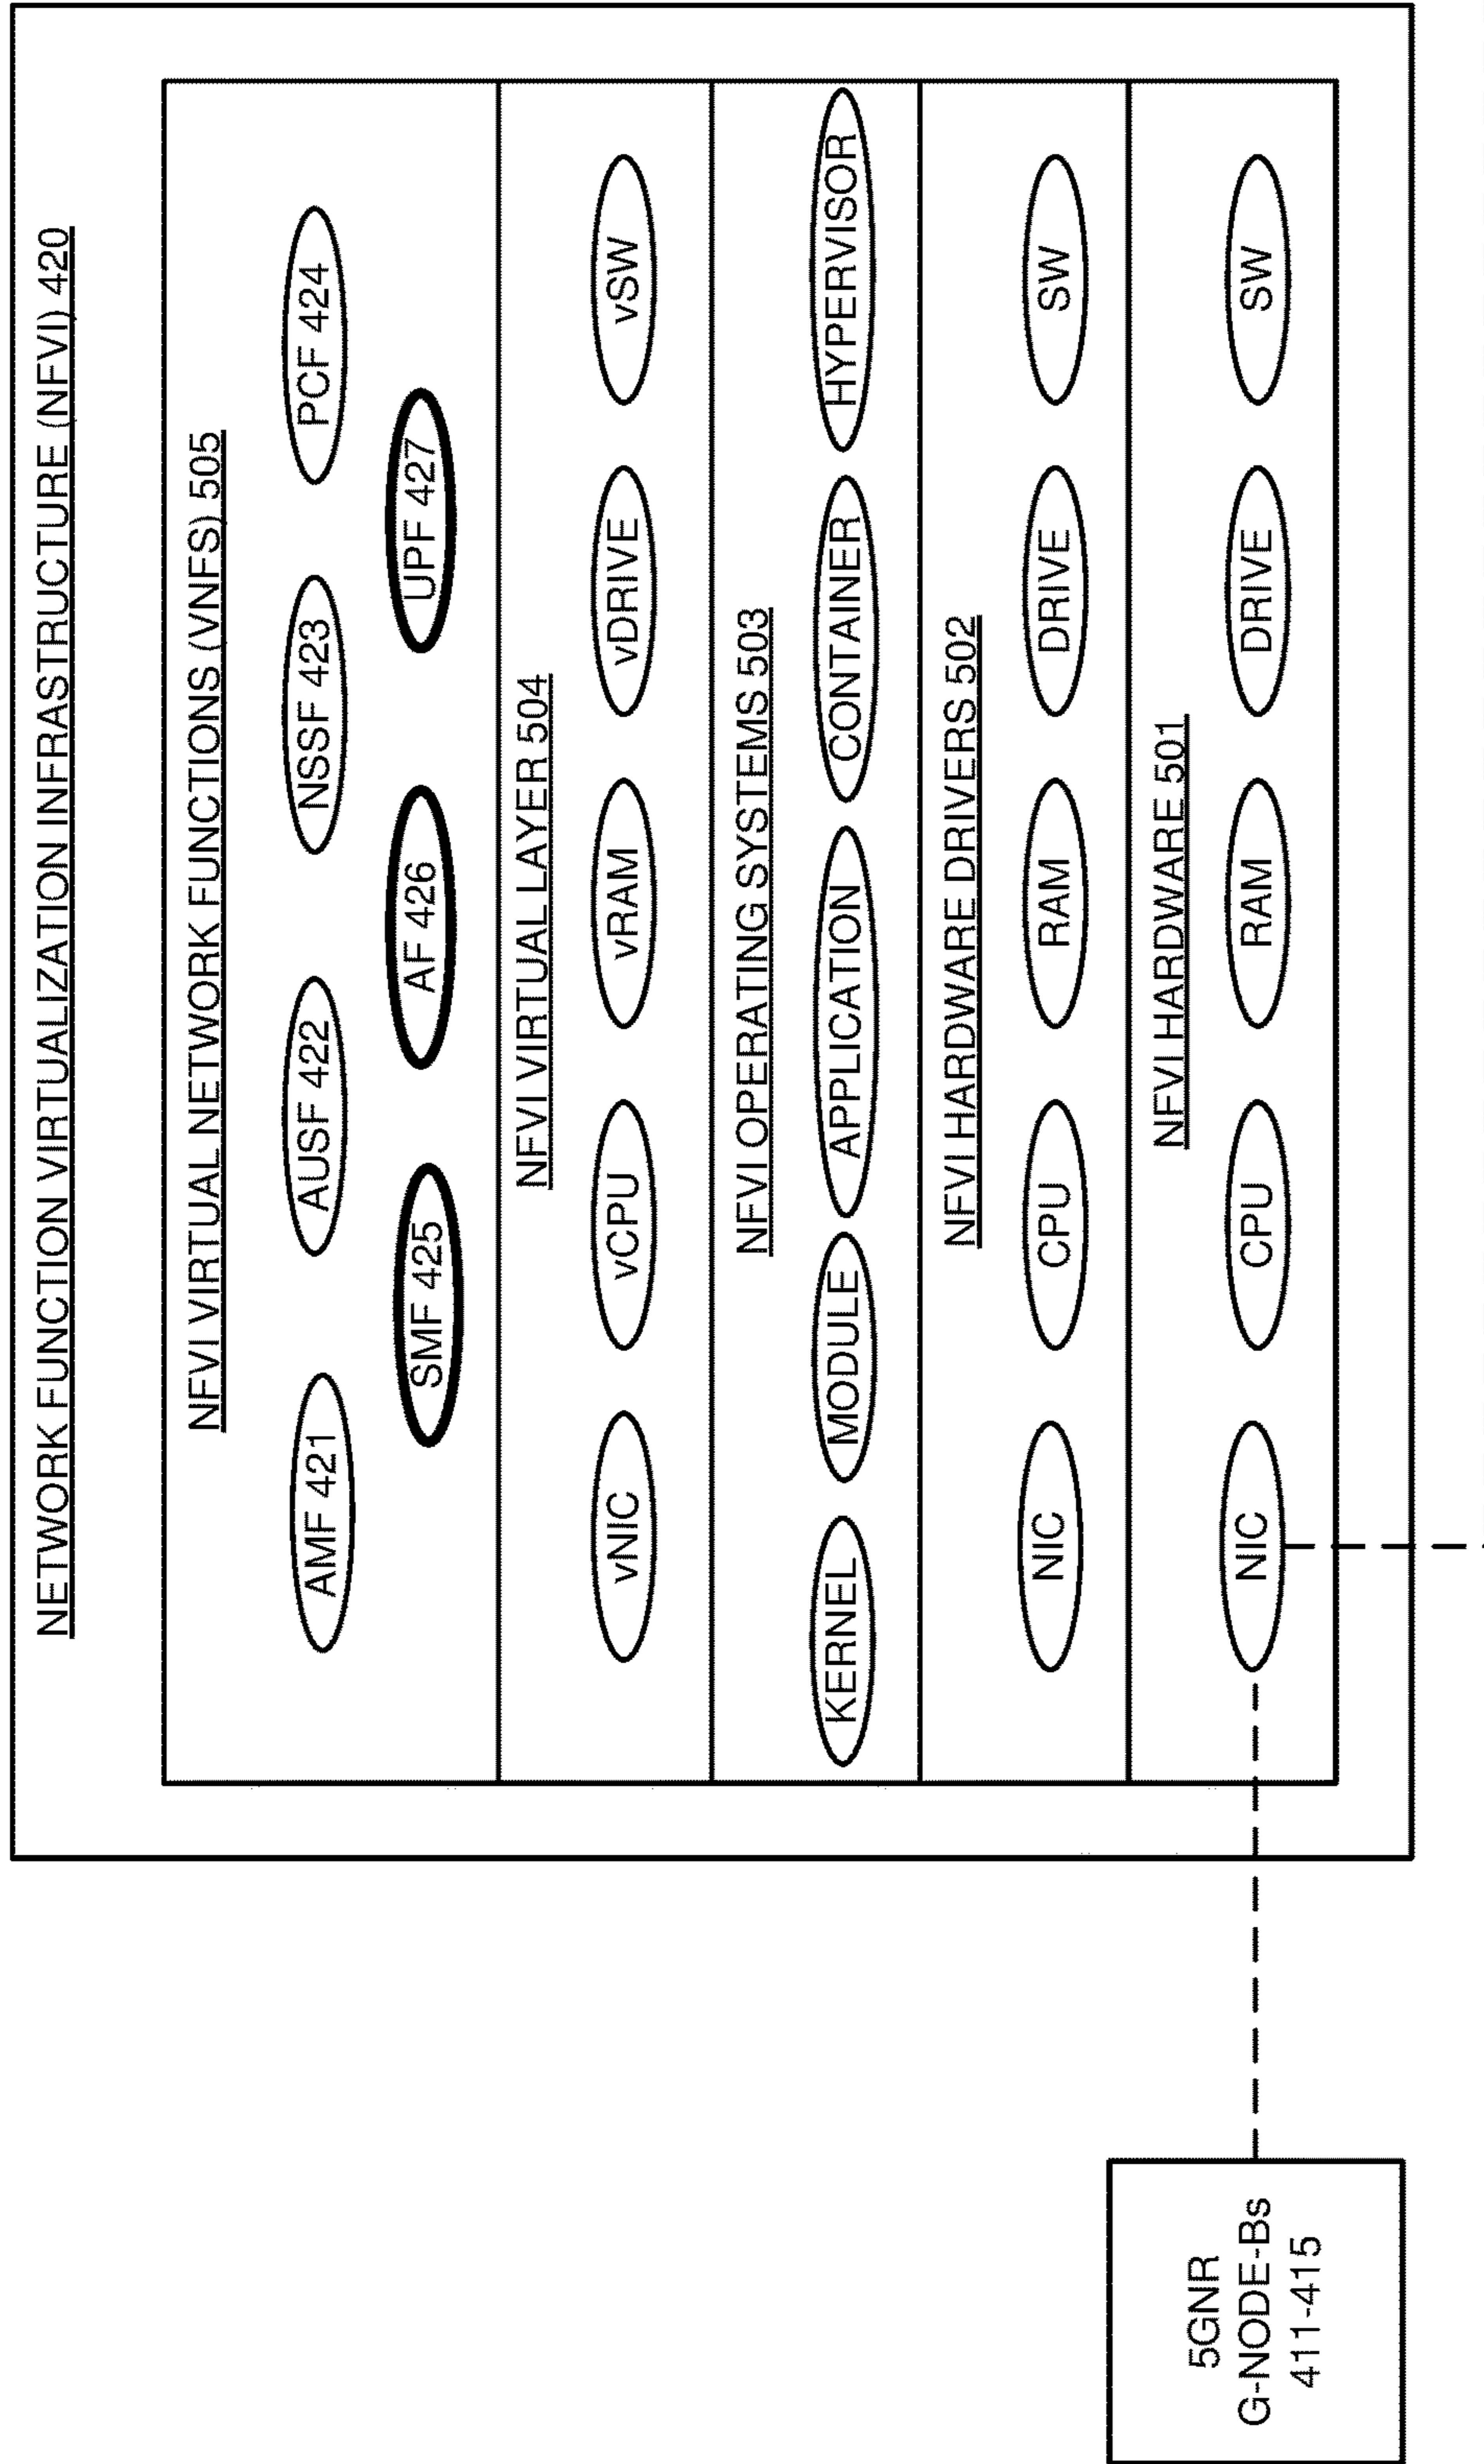 NETWORK FUNCTION VIRTUALIZATION INFRASTRUCTURE (NFVI) 420
NFVI VIRTUAL NETWORK FUNCTIONS (VNFS) 505
AMF 421 AUSF 422 NSSF 423 PCF 424
SMF 425 AF 426 UPF 427
NFVI VIRTUAL LAYER 504
vNIC vCPU vRAM vDRIVE vSW
NFVI OPERATING SYSTEMS 503
KERNEL MODULE APPLICATION CONTAINER HYPERVISOR
NFVI HARDWARE DRIVERS 502
NIC CPU RAM DRIVE SW
NFVI HARDWARE 501
NIC CPU RAM DRIVE SW
5GNR
G-NODE-Bs
411-415